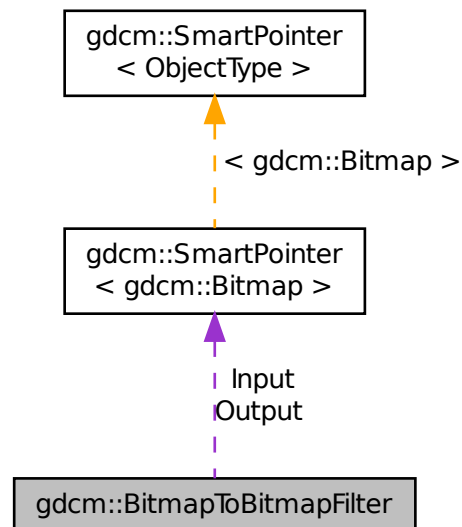 gdcm::SmartPointer
< ObjectType >
< gdcm::Bitmap >
gdcm::SmartPointer
< gdcm::Bitmap >
Input
Output
gdcm::BitmapToBitmapFilter